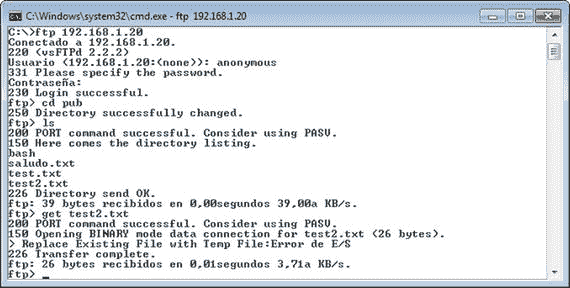 C:\Windows\system32\cmd.exe - ftp 192.168.1.20
C:\>ftp 192.168.1.20
Conectado a 192.168.1.20.
220 (vsFTPd 2.2.2)
Usuario (192.168.1.20:(none)): anonymous
331 Please specify the password.
Contraseña:
230 Login successful.
ftp> cd pub
250 Directory successfully changed.
ftp> ls
200 PORT command successful. Consider using PASV.
150 Here comes the directory listing.
bash
saludo.txt
test.txt
test2.txt
226 Directory send OK.
ftp: 39 bytes recibidos en 0,00segundos 39,00a KB/s.
ftp> get test2.txt
200 PORT command successful. Consider using PASV.
150 Opening BINARY mode data connection for test2.txt (26 bytes).
> Replace Existing File with Temp File:Error de E/S
226 Transfer complete.
ftp: 26 bytes recibidos en 0,01segundos 3,71a KB/s.
ftp> _